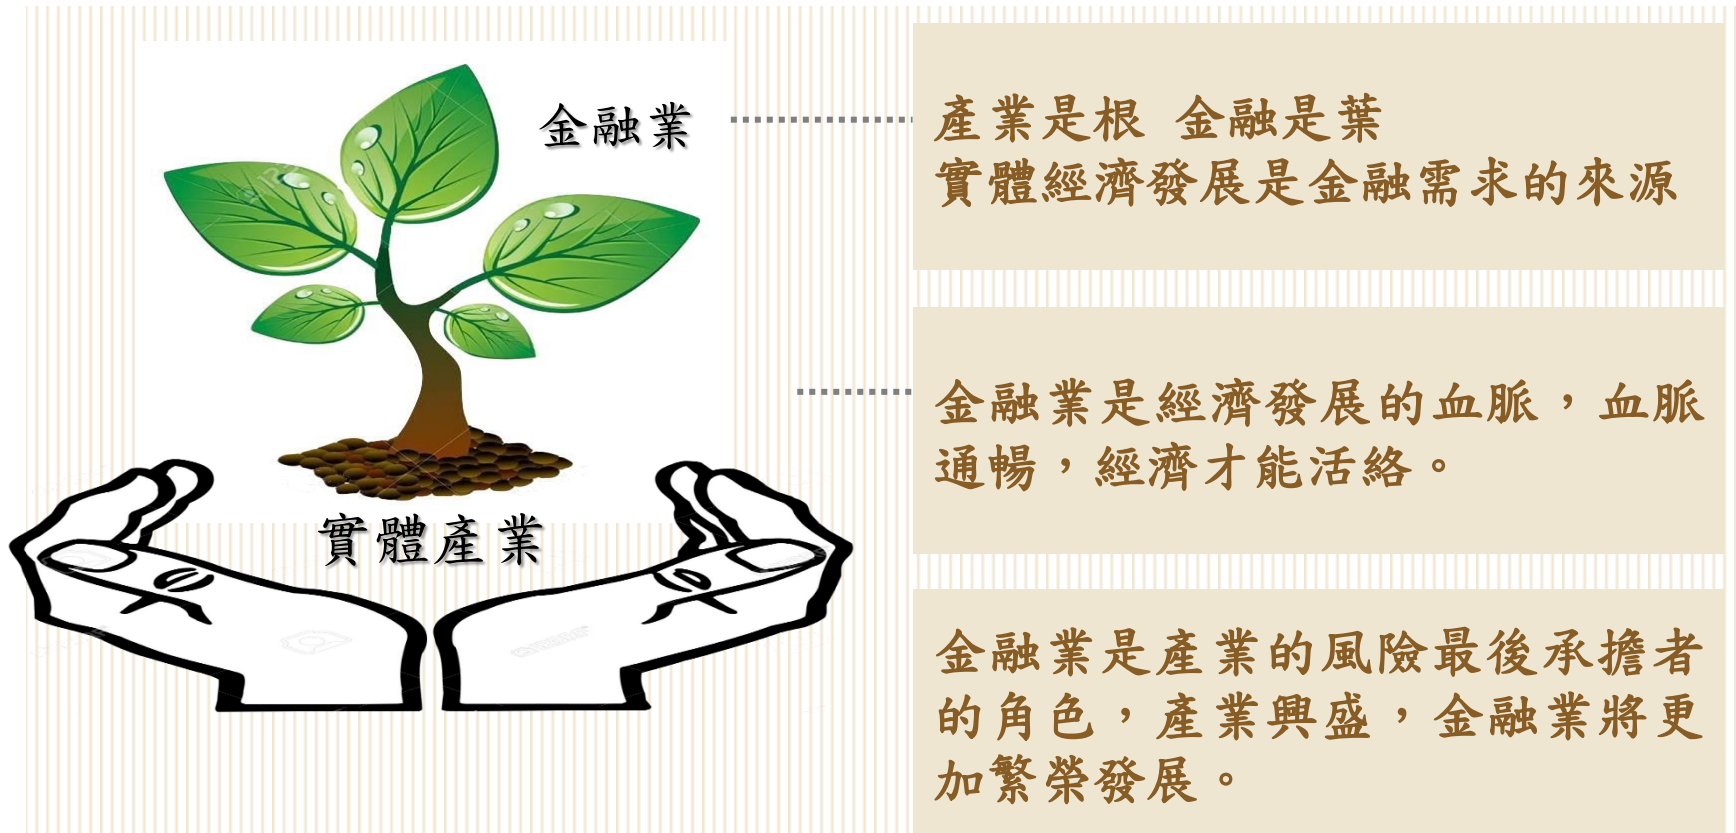 金融業
實體產業
產業是根 金融是葉
實體經濟發展是金融需求的來源
金融業是經濟發展的血脈，血脈
通暢，經濟才能活絡。
金融業是產業的風險最後承擔者
的角色，產業興盛，金融業將更
加繁榮發展。